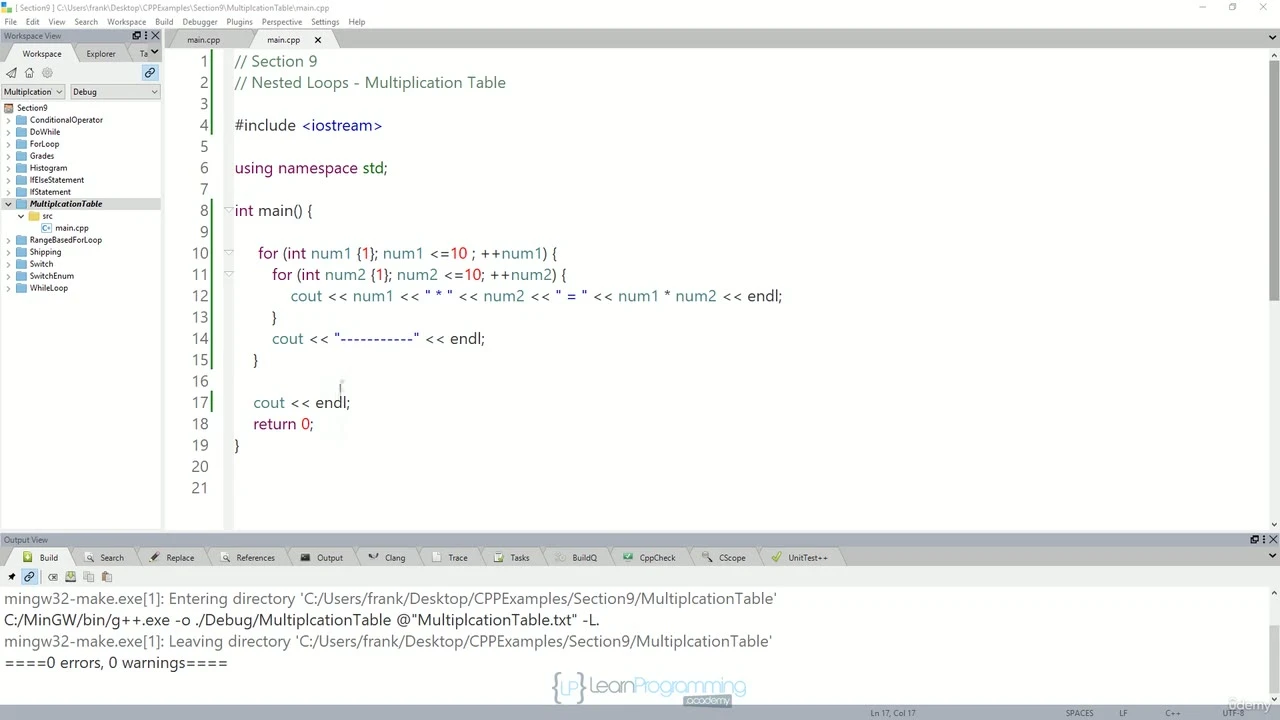 [ Section9 ] C:\Users\frank\Desktop\CPPExamples\Section9\MultiplcationTable\main.cpp
File Edit View Search Workspace Build Debugger Plugins Perspective Settings Help
Workspace View
main.cpp main.cpp
Workspace Explorer Ta
Multiplcation Debug
Section9
ConditionalOperator
DoWhile
ForLoop
Grades
Histogram
IfElseStatement
IfStatement
MultiplcationTable
src
main.cpp
RangeBasedForLoop
Shipping
Switch
SwitchEnum
WhileLoop
1 // Section 9
2 // Nested Loops - Multiplication Table
3
4 #include <iostream>
5
6 using namespace std;
7
8 int main() {
9
10 for (int num1 {1}; num1 <=10 ; ++num1) {
11 for (int num2 {1}; num2 <=10; ++num2) {
12 cout << num1 << " * " << num2 << " = " << num1 * num2 << endl;
13 }
14 cout << "-----------" << endl;
15 }
16
17 cout << endl;
18 return 0;
19 }
20
21
Output View
Build Search Replace References Output Clang Trace Tasks BuildQ CppCheck CScope UnitTest++
mingw32-make.exe[1]: Entering directory 'C:/Users/frank/Desktop/CPPExamples/Section9/MultiplcationTable'
C:/MinGW/bin/g++.exe -o ./Debug/MultiplcationTable @"MultiplcationTable.txt" -L.
mingw32-make.exe[1]: Leaving directory 'C:/Users/frank/Desktop/CPPExamples/Section9/MultiplcationTable'
====0 errors, 0 warnings====
{LP} LearnProgramming
academy
Ln 17, Col 17 SPACES LF C++ UTF-8
ûdemy